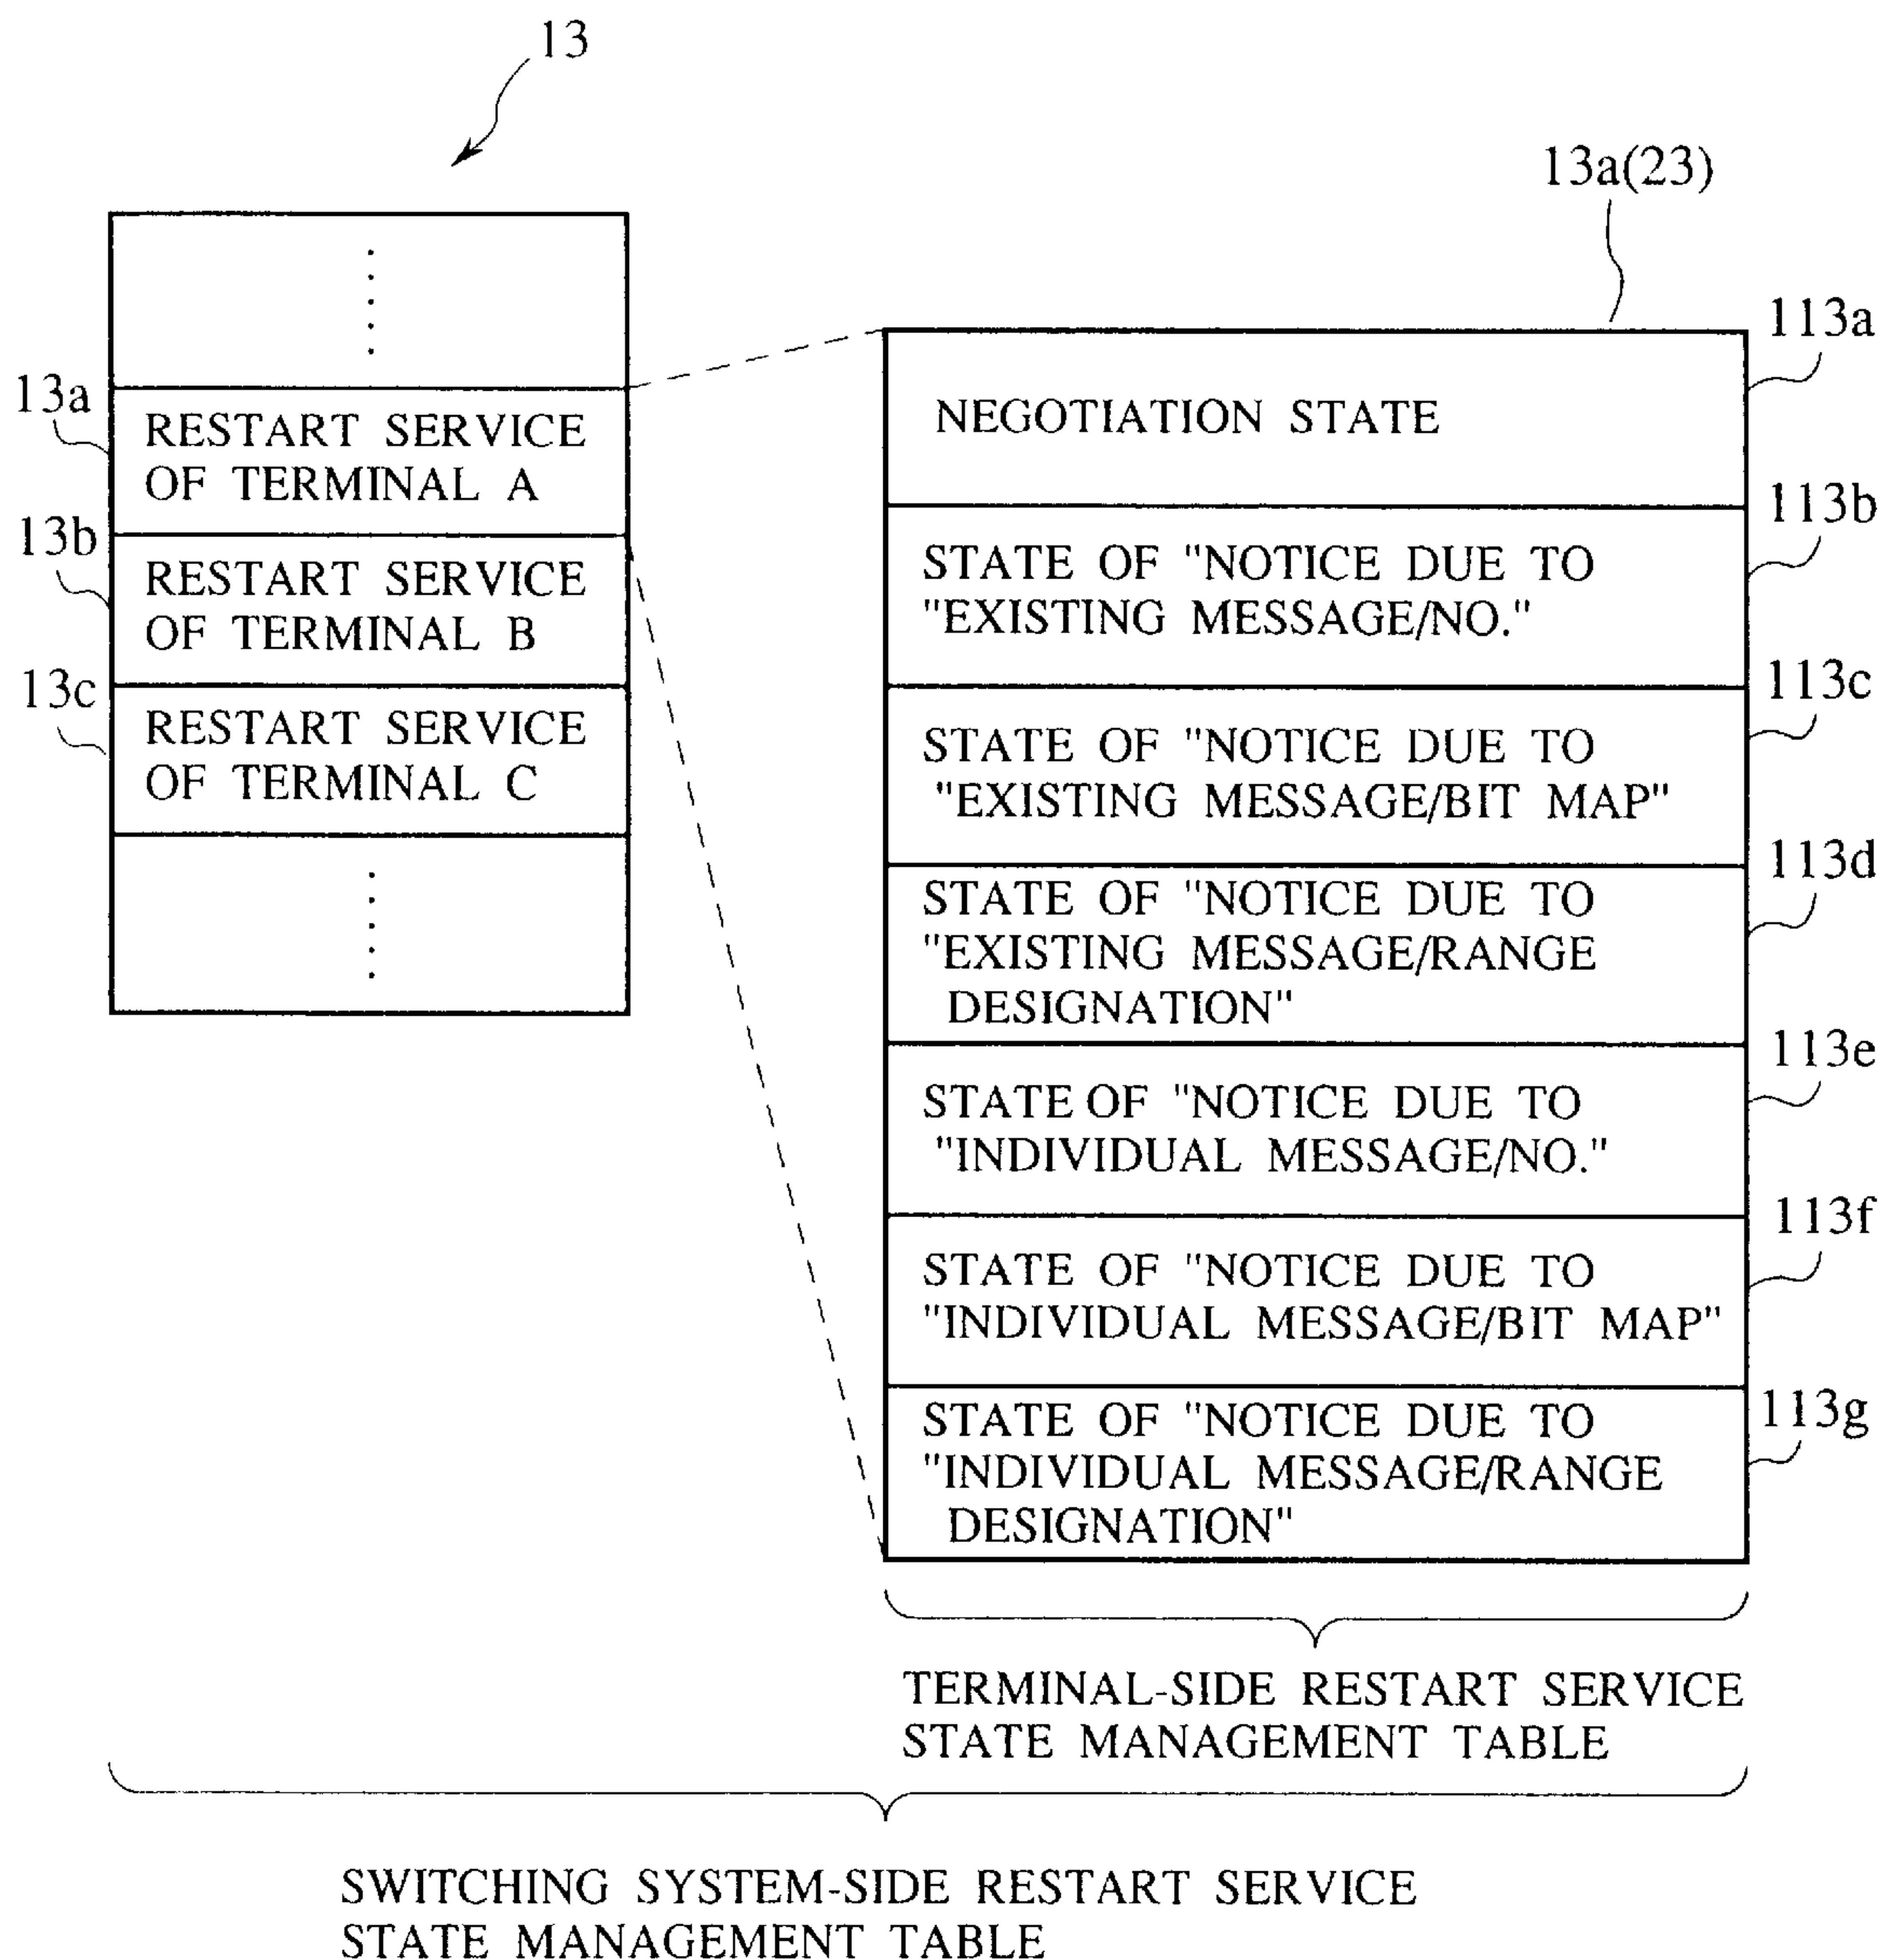 13
13a
RESTART SERVICE
OF TERMINAL A
13b
RESTART SERVICE
OF TERMINAL B
13c
RESTART SERVICE
OF TERMINAL C
13a(23)
113a
NEGOTIATION STATE
113b
STATE OF "NOTICE DUE TO
"EXISTING MESSAGE/NO."
113c
STATE OF "NOTICE DUE TO
"EXISTING MESSAGE/BIT MAP"
113d
STATE OF "NOTICE DUE TO
"EXISTING MESSAGE/RANGE
DESIGNATION"
113e
STATE OF "NOTICE DUE TO
"INDIVIDUAL MESSAGE/NO."
113f
STATE OF "NOTICE DUE TO
"INDIVIDUAL MESSAGE/BIT MAP"
113g
STATE OF "NOTICE DUE TO
"INDIVIDUAL MESSAGE/RANGE
DESIGNATION"
TERMINAL-SIDE RESTART SERVICE
STATE MANAGEMENT TABLE
SWITCHING SYSTEM-SIDE RESTART SERVICE
STATE MANAGEMENT TABLE